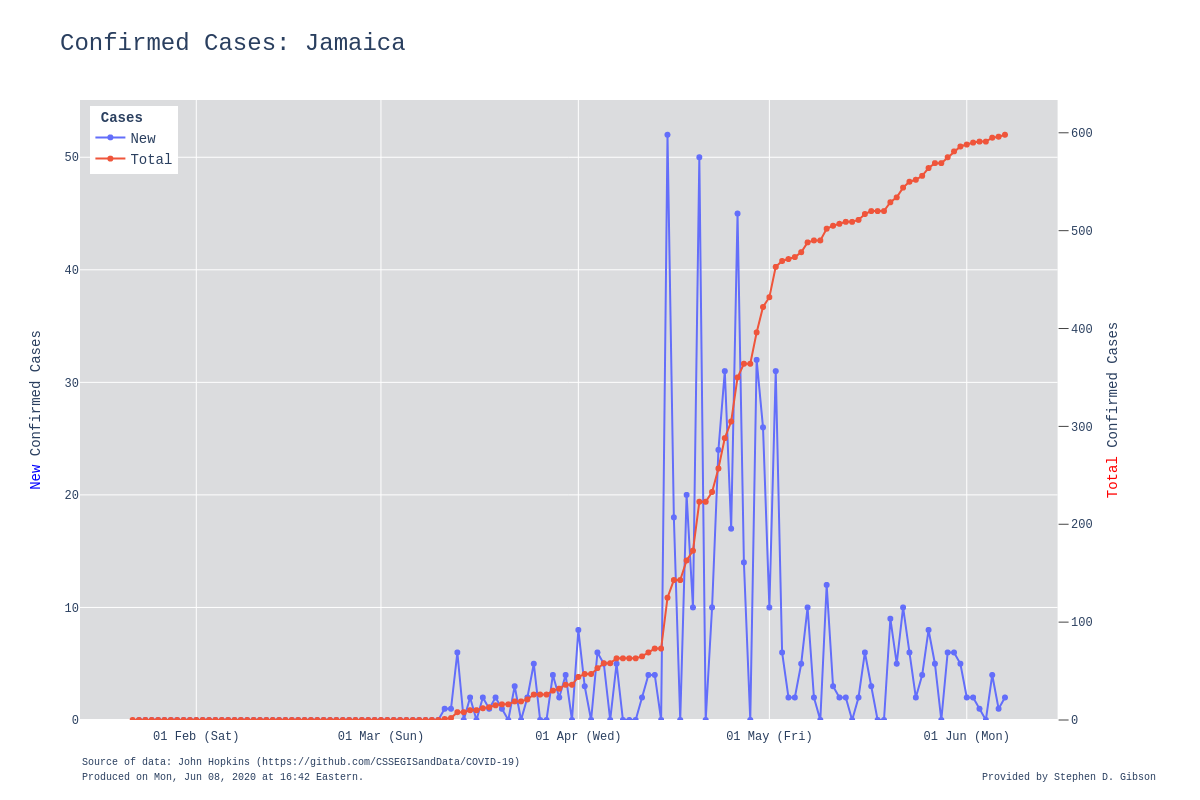 Confirmed Cases: Jamaica
Cases
New
Total
50
40
30
20
10
0
600
500
400
300
200
100
0
New Confirmed Cases
Total Confirmed Cases
01 Feb (Sat)
01 Mar (Sun)
01 Apr (Wed)
01 May (Fri)
01 Jun (Mon)
Source of data: John Hopkins (https://github.com/CSSEGISandData/COVID-19)
Produced on Mon, Jun 08, 2020 at 16:42 Eastern.
Provided by Stephen D. Gibson